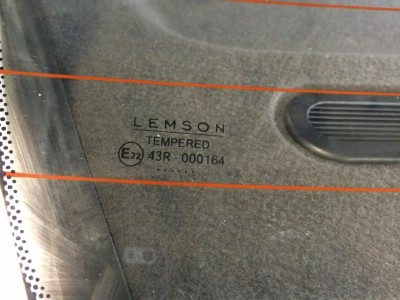 LEMSON
TEMPERED
E22 43R-000164